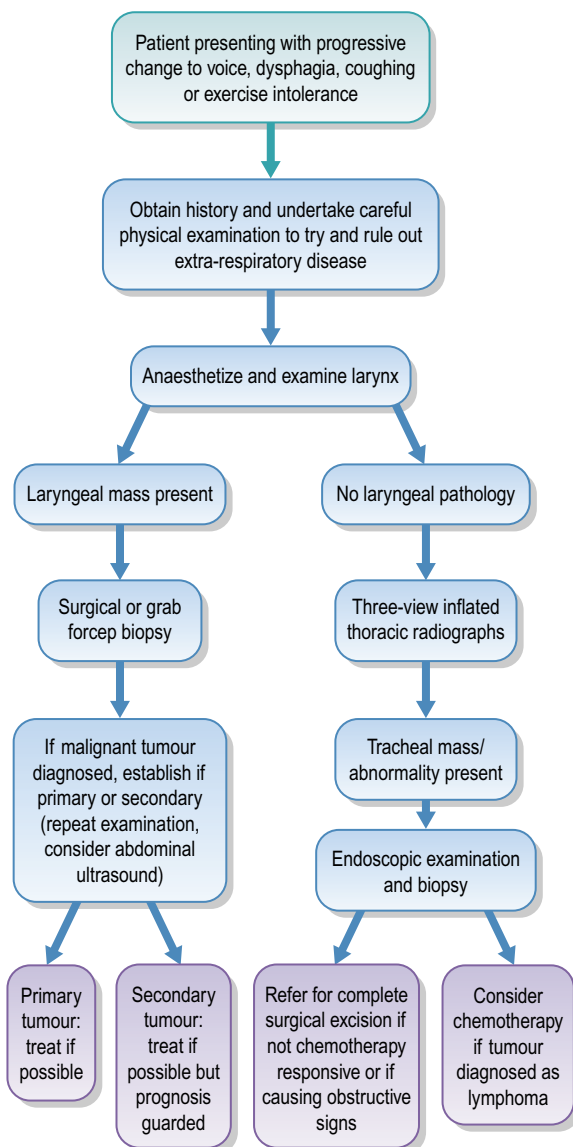 Patient presenting with progressive
change to voice, dysphagia, coughing
or exercise intolerance
Obtain history and undertake careful
physical examination to try and rule out
extra-respiratory disease
Anaesthetize and examine larynx
Laryngeal mass present
No laryngeal pathology
Surgical or grab
forcep biopsy
Three-view inflated
thoracic radiographs
If malignant tumour
diagnosed, establish if
primary or secondary
(repeat examination,
consider abdominal
ultrasound)
Tracheal mass/
abnormality present
Endoscopic examination
and biopsy
Primary
tumour:
treat if
possible
Secondary
tumour:
treat if
possible but
prognosis
guarded
Refer for complete
surgical excision if
not chemotherapy
responsive or if
causing obstructive
signs
Consider
chemotherapy
if tumour
diagnosed as
lymphoma